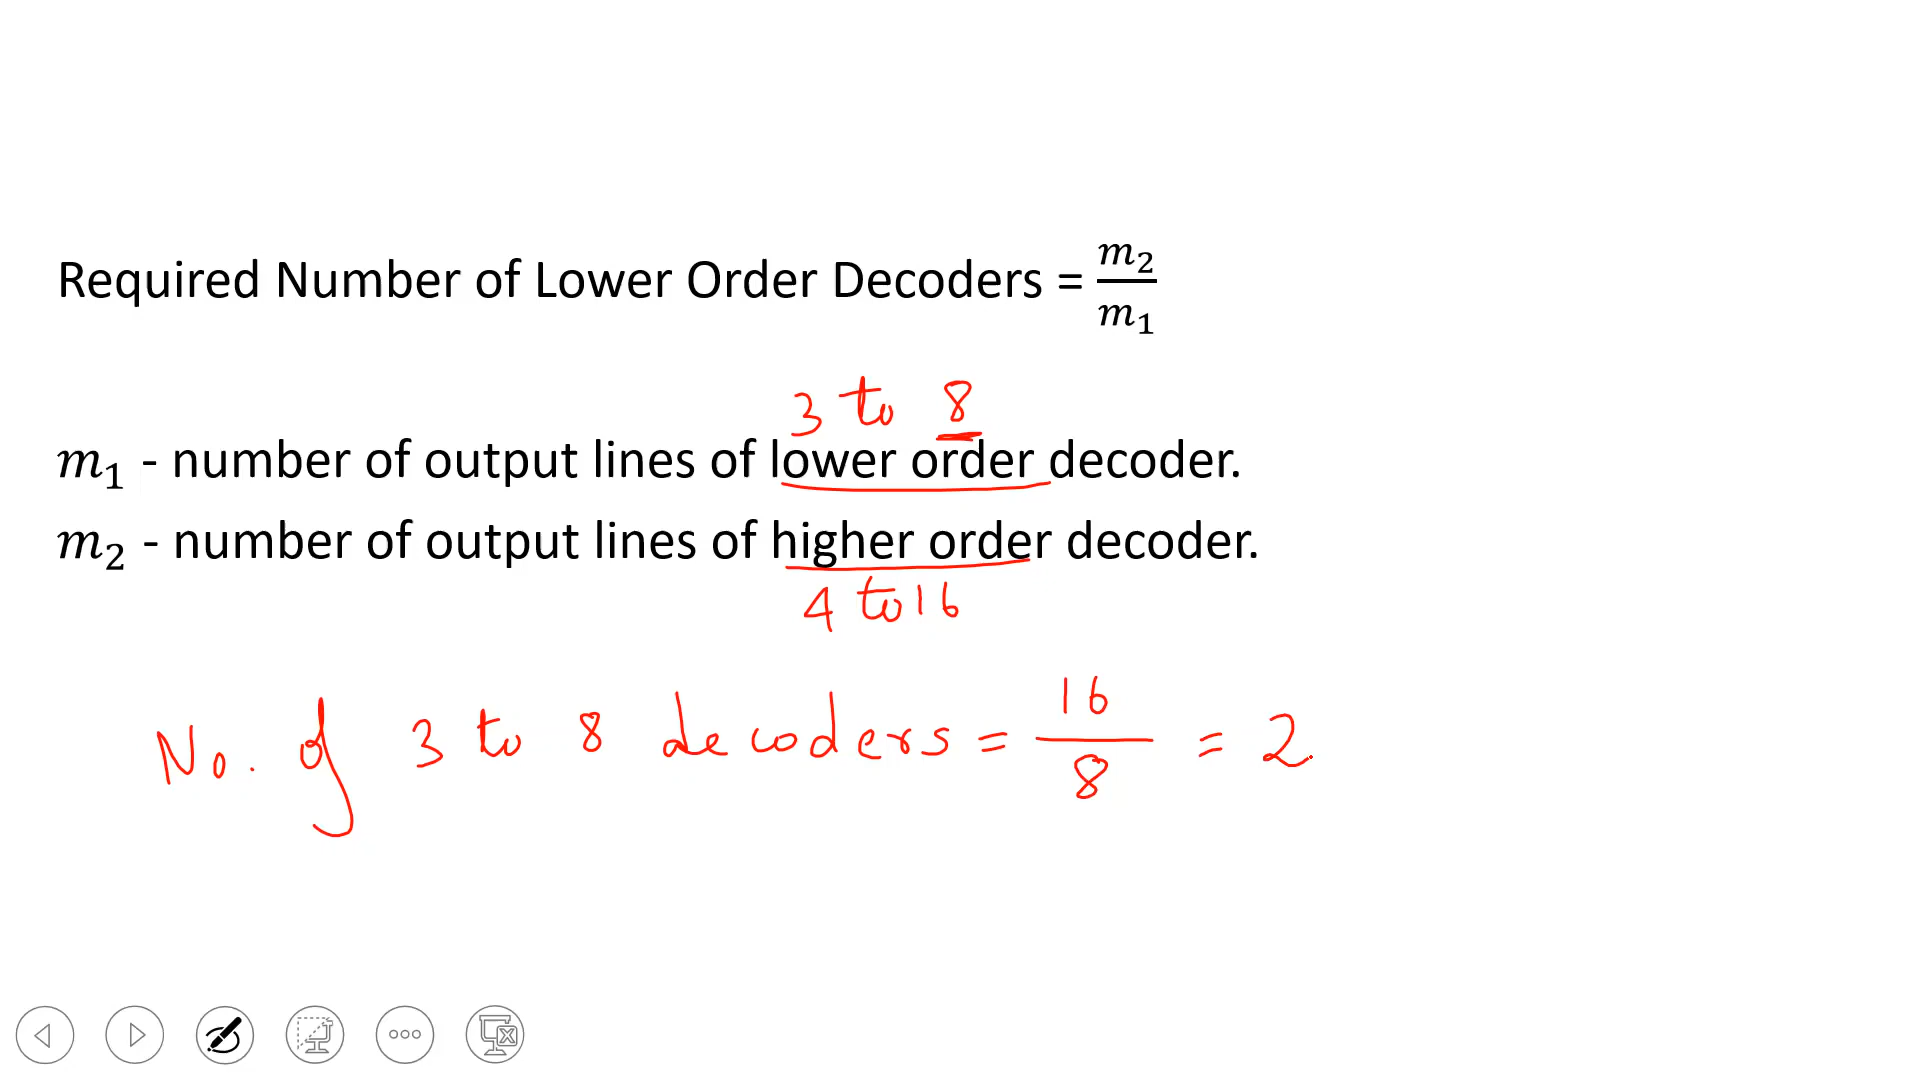 Required Number of Lower Order Decoders = m₂/m₁
3 to 8
m₁ - number of output lines of lower order decoder.
m₂ - number of output lines of higher order decoder.
4 to 16
No. of 3 to 8 decoders = 16/8 = 2